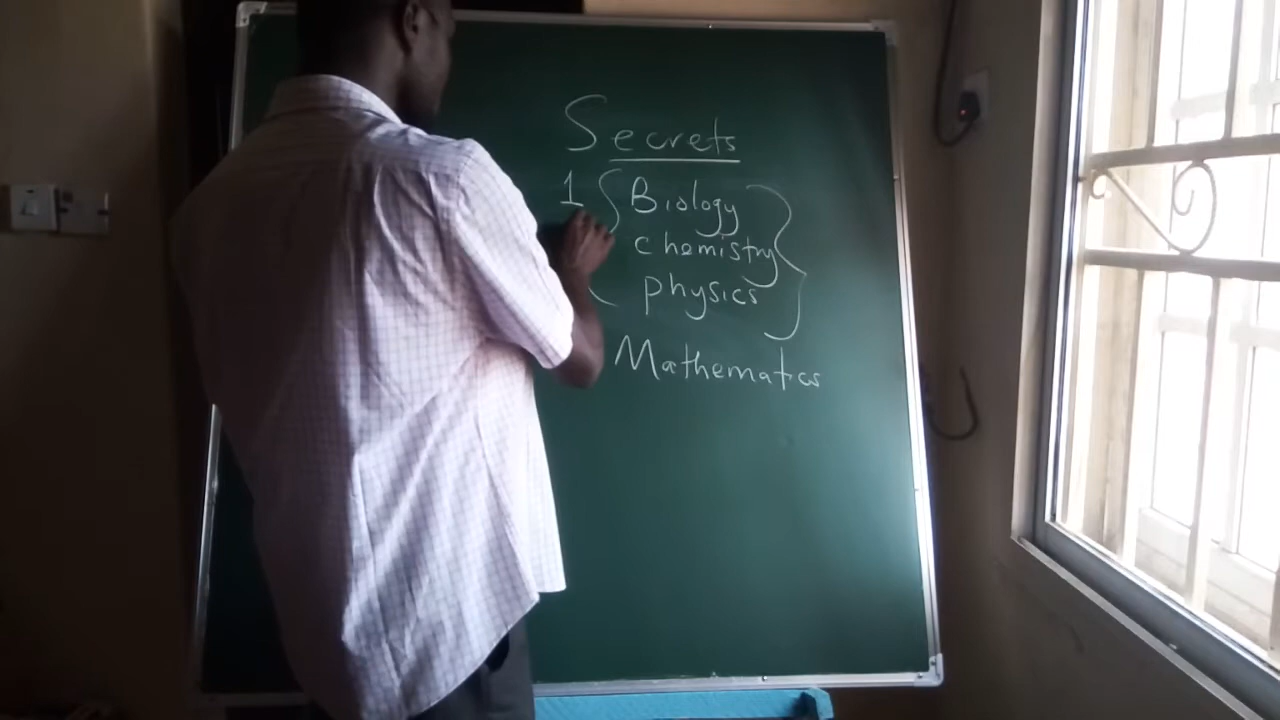 Secrets
1 Biology
chemistry
physics
Mathematics